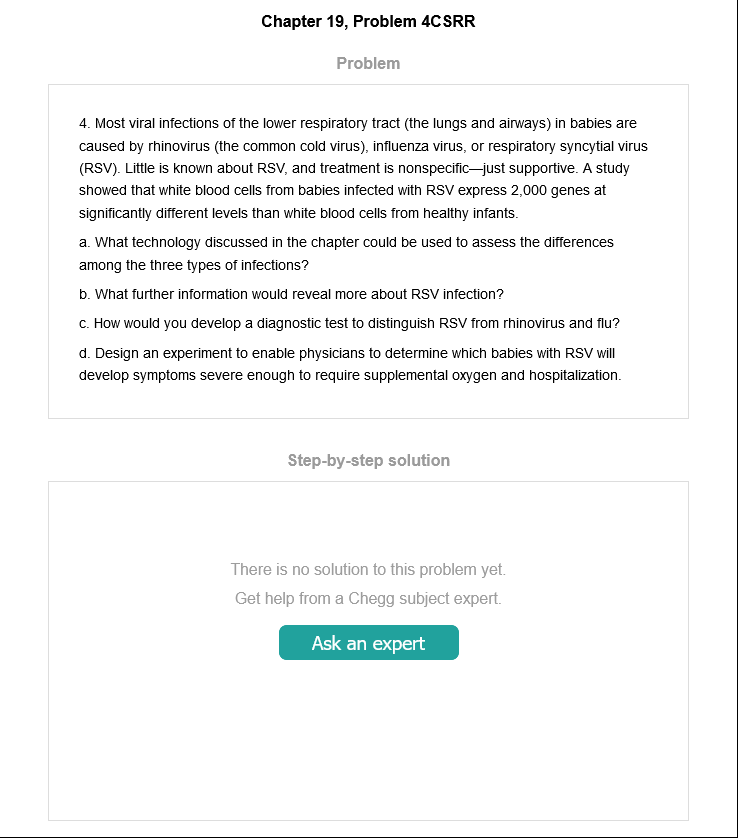 Chapter 19, Problem 4CSRR
Problem
4. Most viral infections of the lower respiratory tract (the lungs and airways) in babies are
caused by rhinovirus (the common cold virus), influenza virus, or respiratory syncytial virus
(RSV). Little is known about RSV, and treatment is nonspecific—just supportive. A study
showed that white blood cells from babies infected with RSV express 2,000 genes at
significantly different levels than white blood cells from healthy infants.
a. What technology discussed in the chapter could be used to assess the differences
among the three types of infections?
b. What further information would reveal more about RSV infection?
c. How would you develop a diagnostic test to distinguish RSV from rhinovirus and flu?
d. Design an experiment to enable physicians to determine which babies with RSV will
develop symptoms severe enough to require supplemental oxygen and hospitalization.
Step-by-step solution
There is no solution to this problem yet.
Get help from a Chegg subject expert.
Ask an expert